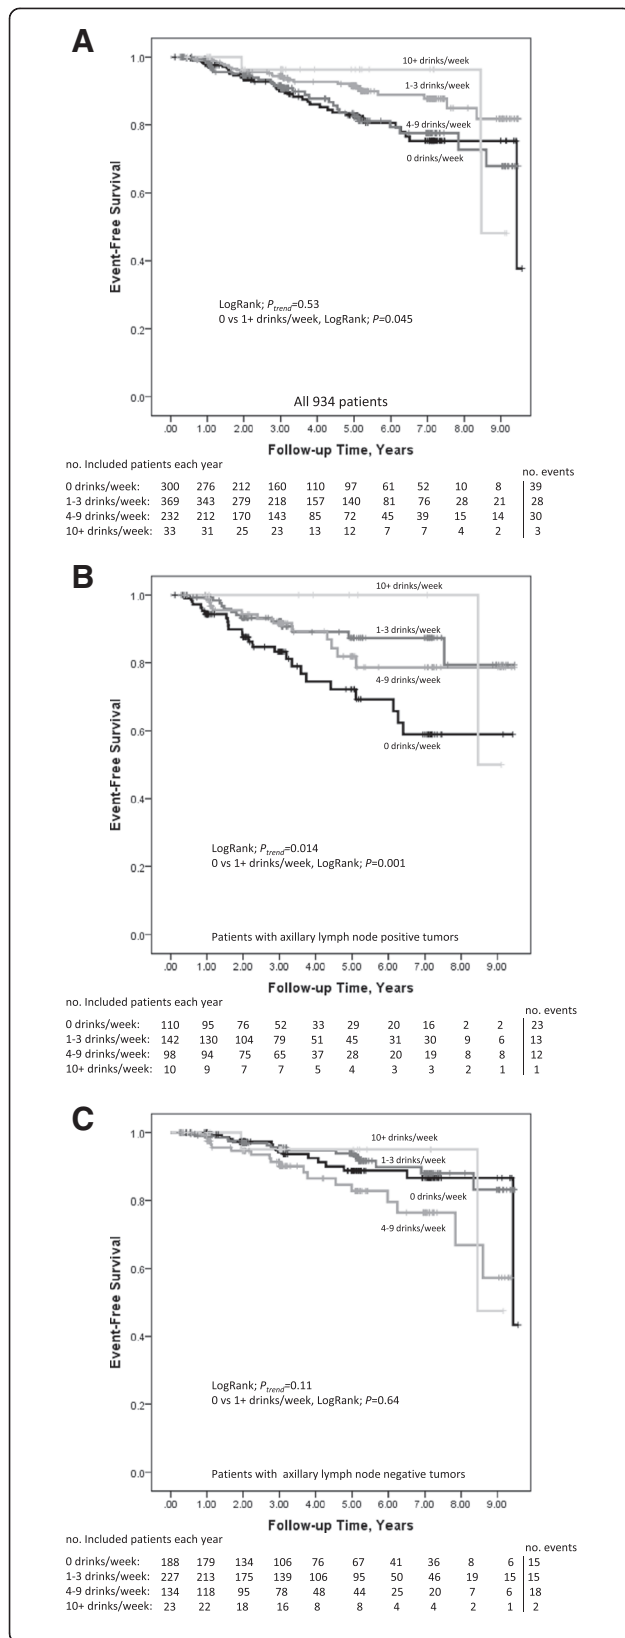 A
10+ drinks/week
1-3 drinks/week
4-9 drinks/week
0 drinks/week
1.0
0.8
0.6
0.4
0.2
0.0
Event-Free Survival
LogRank; Ptrend=0.53
0 vs 1+ drinks/week, LogRank; P=0.045
All 934 patients
.00 1.00 2.00 3.00 4.00 5.00 6.00 7.00 8.00 9.00
Follow-up Time, Years
no. Included patients each year
no. events
0 drinks/week: 300 276 212 160 110 97 61 52 10 8 39
1-3 drinks/week: 369 343 279 218 157 140 81 76 28 21 28
4-9 drinks/week: 232 212 170 143 85 72 45 39 15 14 30
10+ drinks/week: 33 31 25 23 13 12 7 7 4 2 3
B
10+ drinks/week
1-3 drinks/week
4-9 drinks/week
0 drinks/week
1.0
0.8
0.6
0.4
0.2
0.0
Event-Free Survival
LogRank; Ptrend=0.014
0 vs 1+ drinks/week, LogRank; P=0.001
Patients with axillary lymph node positive tumors
.00 1.00 2.00 3.00 4.00 5.00 6.00 7.00 8.00 9.00
Follow-up Time, Years
no. Included patients each year
no. events
0 drinks/week: 110 95 76 52 33 29 20 16 2 2 23
1-3 drinks/week: 142 130 104 79 51 45 31 30 9 6 13
4-9 drinks/week: 98 94 75 65 37 28 20 19 8 8 12
10+ drinks/week: 10 9 7 7 5 4 3 3 2 1 1
C
10+ drinks/week
1-3 drinks/week
0 drinks/week
4-9 drinks/week
1.0
0.8
0.6
0.4
0.2
0.0
Event-Free Survival
LogRank; Ptrend=0.11
0 vs 1+ drinks/week, LogRank; P=0.64
Patients with axillary lymph node negative tumors
.00 1.00 2.00 3.00 4.00 5.00 6.00 7.00 8.00 9.00
Follow-up Time, Years
no. Included patients each year
no. events
0 drinks/week: 188 179 134 106 76 67 41 36 8 6 15
1-3 drinks/week: 227 213 175 139 106 95 50 46 19 15 15
4-9 drinks/week: 134 118 95 78 48 44 25 20 7 6 18
10+ drinks/week: 23 22 18 16 8 8 4 4 2 1 2